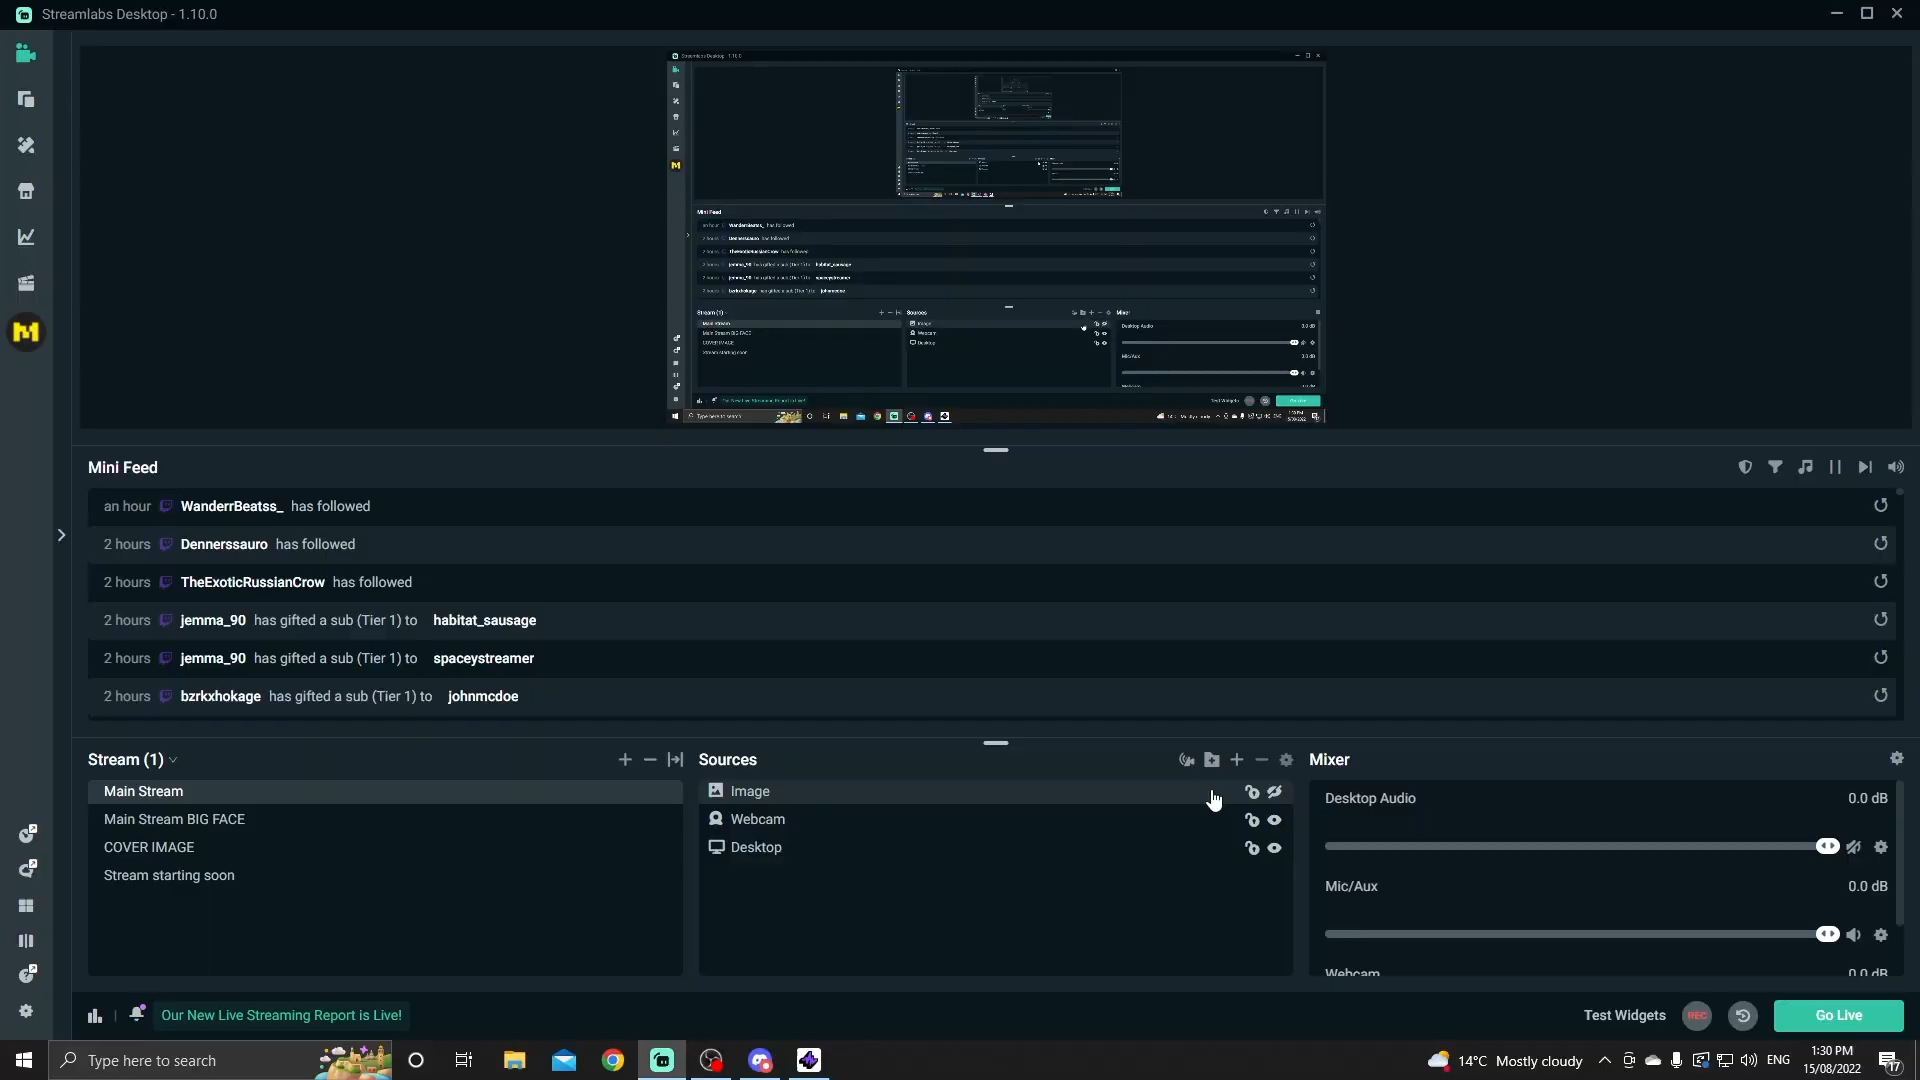 Streamlabs Desktop - 1.10.0
Mini Feed
an hour WanderrBeatss_ has followed
2 hours Dennerssauro has followed
2 hours TheExoticRussianCrow has followed
2 hours jemma_90 has gifted a sub (Tier 1) to habitat_sausage
2 hours jemma_90 has gifted a sub (Tier 1) to spaceystreamer
2 hours bzrkxhokage has gifted a sub (Tier 1) to johnmcdoe
Stream (1)
Main Stream
Main Stream BIG FACE
COVER IMAGE
Stream starting soon
Sources
Image
Webcam
Desktop
Mixer
Desktop Audio 0.0 dB
Mic/Aux 0.0 dB
Webcam 0.0 dB
Our New Live Streaming Report is Live!
Test Widgets
REC
Go Live
Type here to search
14°C Mostly cloudy
ENG
1:30 PM
15/08/2022
17